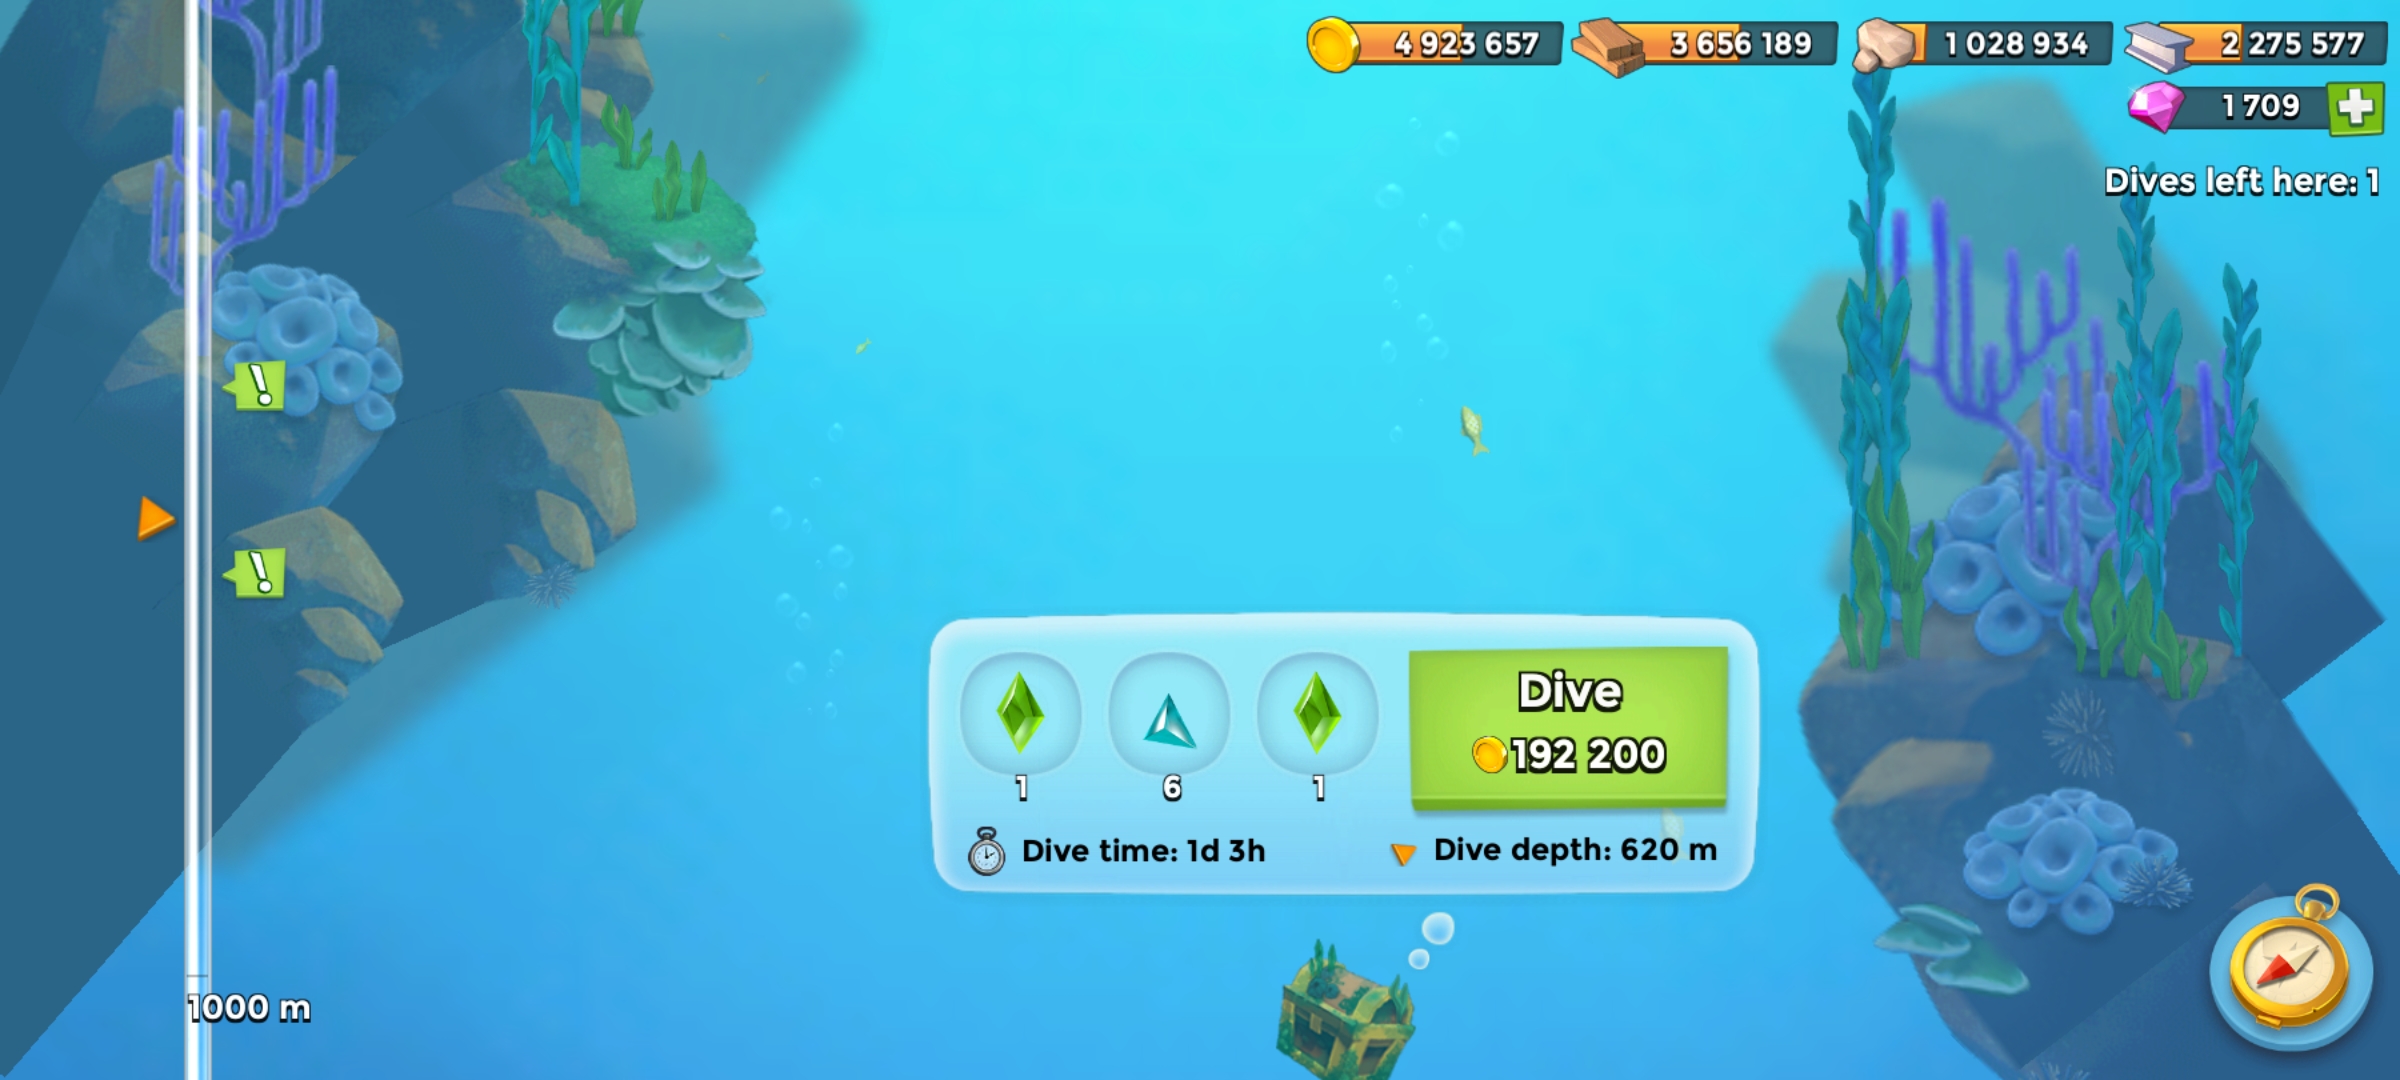 4 923 657
3 656 189
1 028 934
2 275 577
1 709
Dives left here: 1
!
!
Dive
192 200
1
6
1
Dive time: 1d 3h
Dive depth: 620 m
1000 m